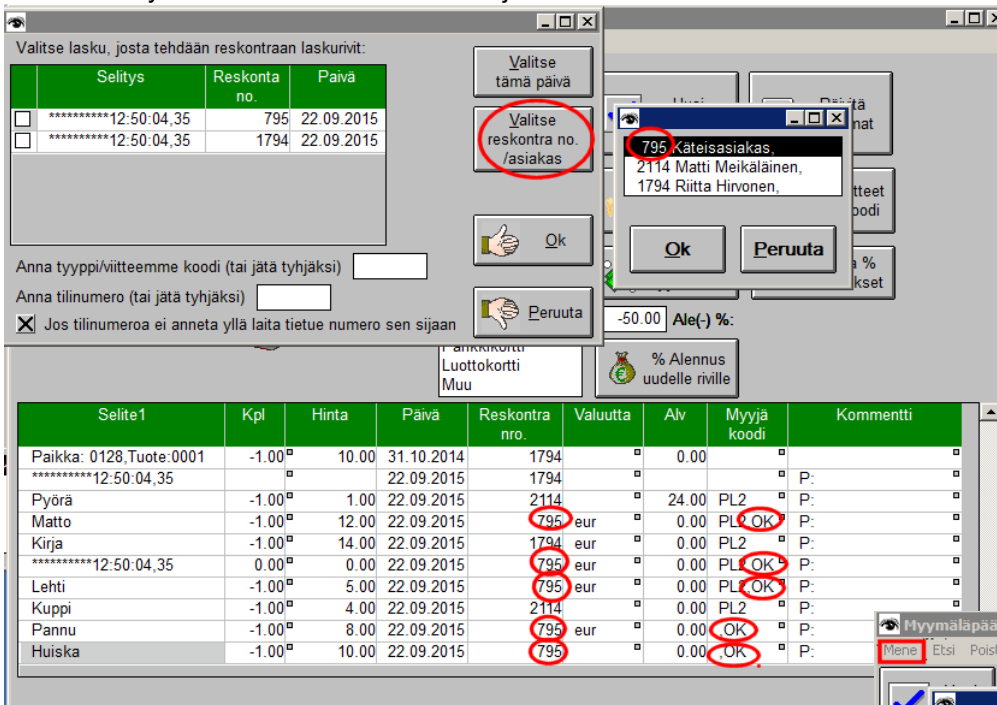 Valitse lasku, josta tehdään reskontraan laskurivit:
Selitys Reskonta no. Paivä
**********12:50:04,35 795 22.09.2015
**********12:50:04,35 1794 22.09.2015
Valitse
tämä päivä
Valitse
reskontra no.
/asiakas
Ok
Peruuta
Anna tyyppi/viitteemme koodi (tai jätä tyhjäksi)
Anna tilinumero (tai jätä tyhjäksi)
Jos tilinumeroa ei anneta yllä laita tietue numero sen sijaan
795 Käteisasiakas,
2114 Matti Meikäläinen,
1794 Riitta Hirvonen,
Ok Peruuta
-50.00 Ale(-) %:
Pankkikortti
Luottokortti
Muu
% Alennus
uudelle riville
Selite1 Kpl Hinta Päivä Reskontra nro. Valuutta Alv Myyjä koodi Kommentti
Paikka: 0128,Tuote:0001 -1.00 10.00 31.10.2014 1794 0.00
**********12:50:04,35 22.09.2015 1794 P:
Pyörä -1.00 1.00 22.09.2015 2114 24.00 PL2 P:
Matto -1.00 12.00 22.09.2015 795 eur 0.00 PL2,OK P:
Kirja -1.00 14.00 22.09.2015 1794 eur 0.00 PL2 P:
**********12:50:04,35 0.00 0.00 22.09.2015 795 eur 0.00 PL2,OK P:
Lehti -1.00 5.00 22.09.2015 795 eur 0.00 PL2,OK P:
Kuppi -1.00 4.00 22.09.2015 2114 0.00 PL2 P:
Pannu -1.00 8.00 22.09.2015 795 eur 0.00 ,OK P:
Huiska -1.00 10.00 22.09.2015 795 0.00 ,OK P:
Mene Etsi